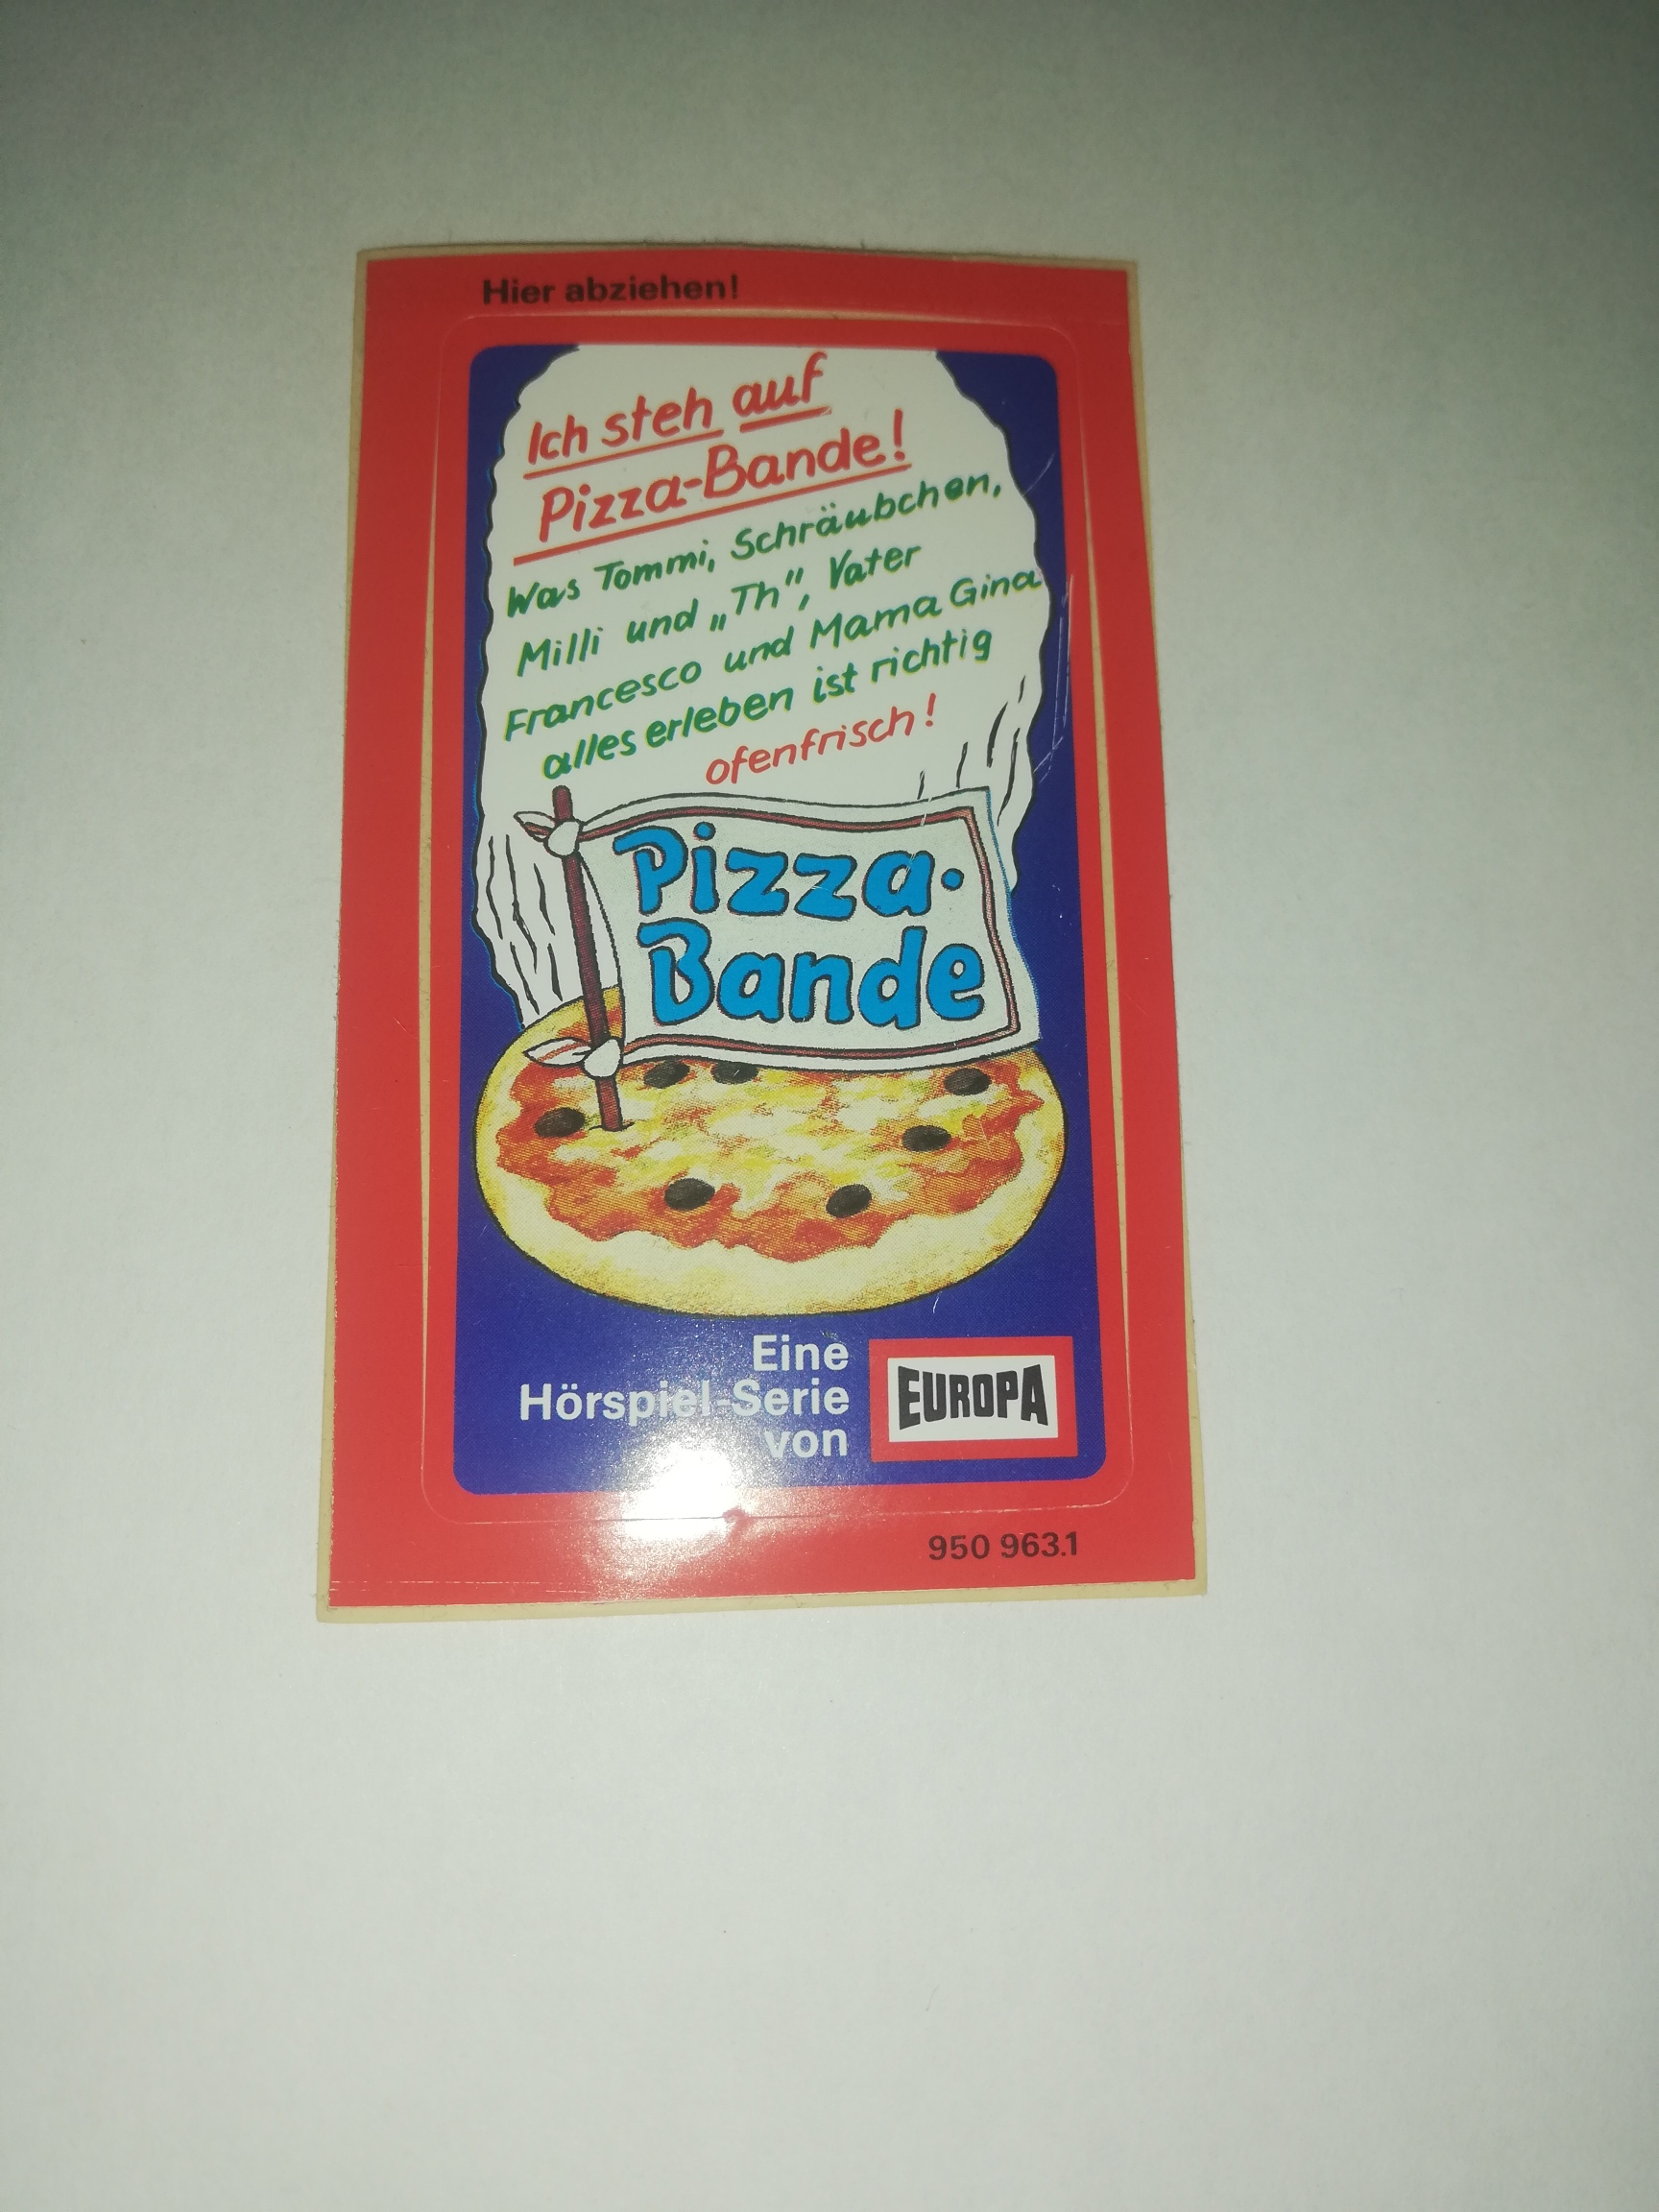 Hier abziehen!
Ich steh auf
Pizza-Bande!
Was Tommi, Schräubchen,
Milli und „Th", Vater
Francesco und Mama Gina
alles erleben ist richtig
ofenfrisch!
Pizza-
Bande
Eine
Hörspiel-Serie
von
EUROPA
950 963.1